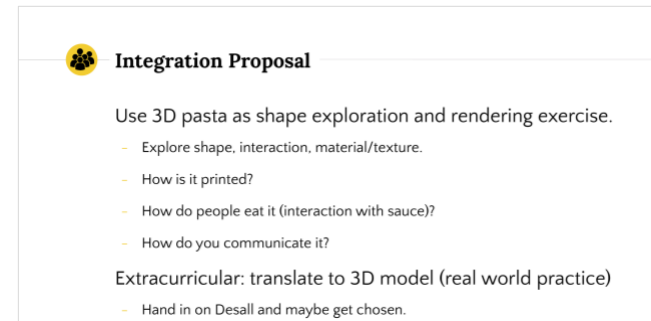 Integration Proposal
Use 3D pasta as shape exploration and rendering exercise.
– Explore shape, interaction, material/texture.
– How is it printed?
– How do people eat it (interaction with sauce)?
– How do you communicate it?
Extracurricular: translate to 3D model (real world practice)
– Hand in on Desall and maybe get chosen.